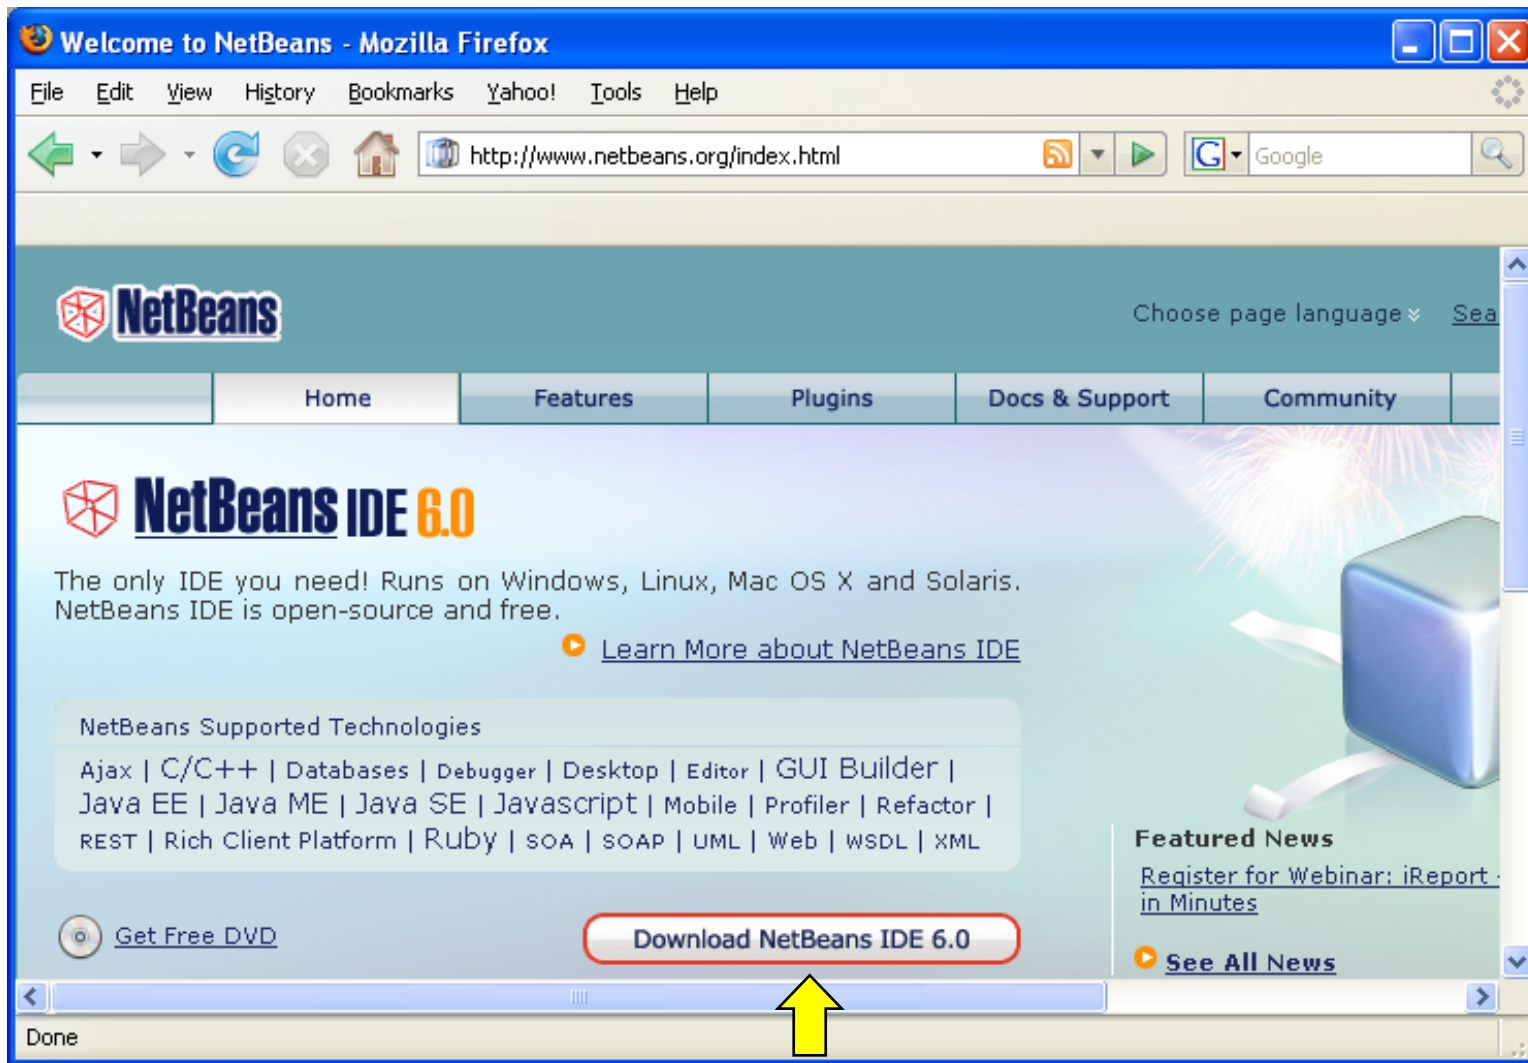 Welcome to NetBeans - Mozilla Firefox
File Edit View History Bookmarks Yahoo! Tools Help
http://www.netbeans.org/index.html G Google
NetBeans
Choose page language Sea
Home Features Plugins Docs & Support Community
NetBeans IDE 6.0
The only IDE you need! Runs on Windows, Linux, Mac OS X and Solaris.
NetBeans IDE is open-source and free.
Learn More about NetBeans IDE
NetBeans Supported Technologies
Ajax | C/C++ | Databases | Debugger | Desktop | Editor | GUI Builder |
Java EE | Java ME | Java SE | Javascript | Mobile | Profiler | Refactor |
REST | Rich Client Platform | Ruby | SOA | SOAP | UML | Web | WSDL | XML
Get Free DVD
Download NetBeans IDE 6.0
Featured News
Register for Webinar: iReport -
in Minutes
See All News
Done